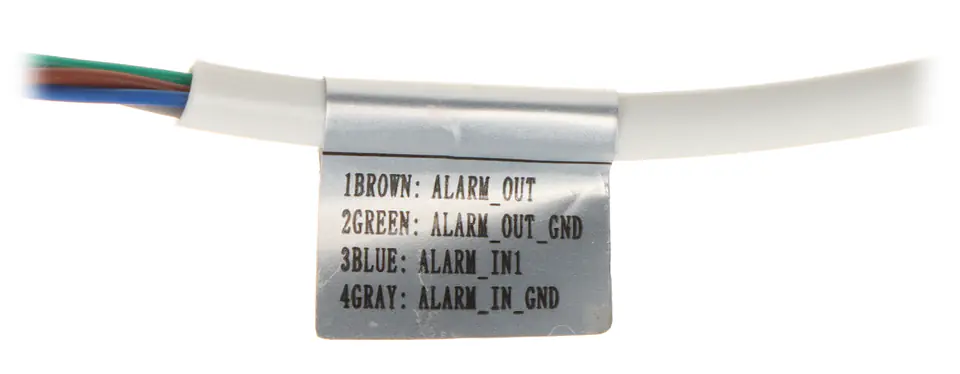 1BROWN: ALARM_OUT
2GREEN: ALARM_OUT_GND
3BLUE: ALARM_IN1
4GRAY: ALARM_IN_GND